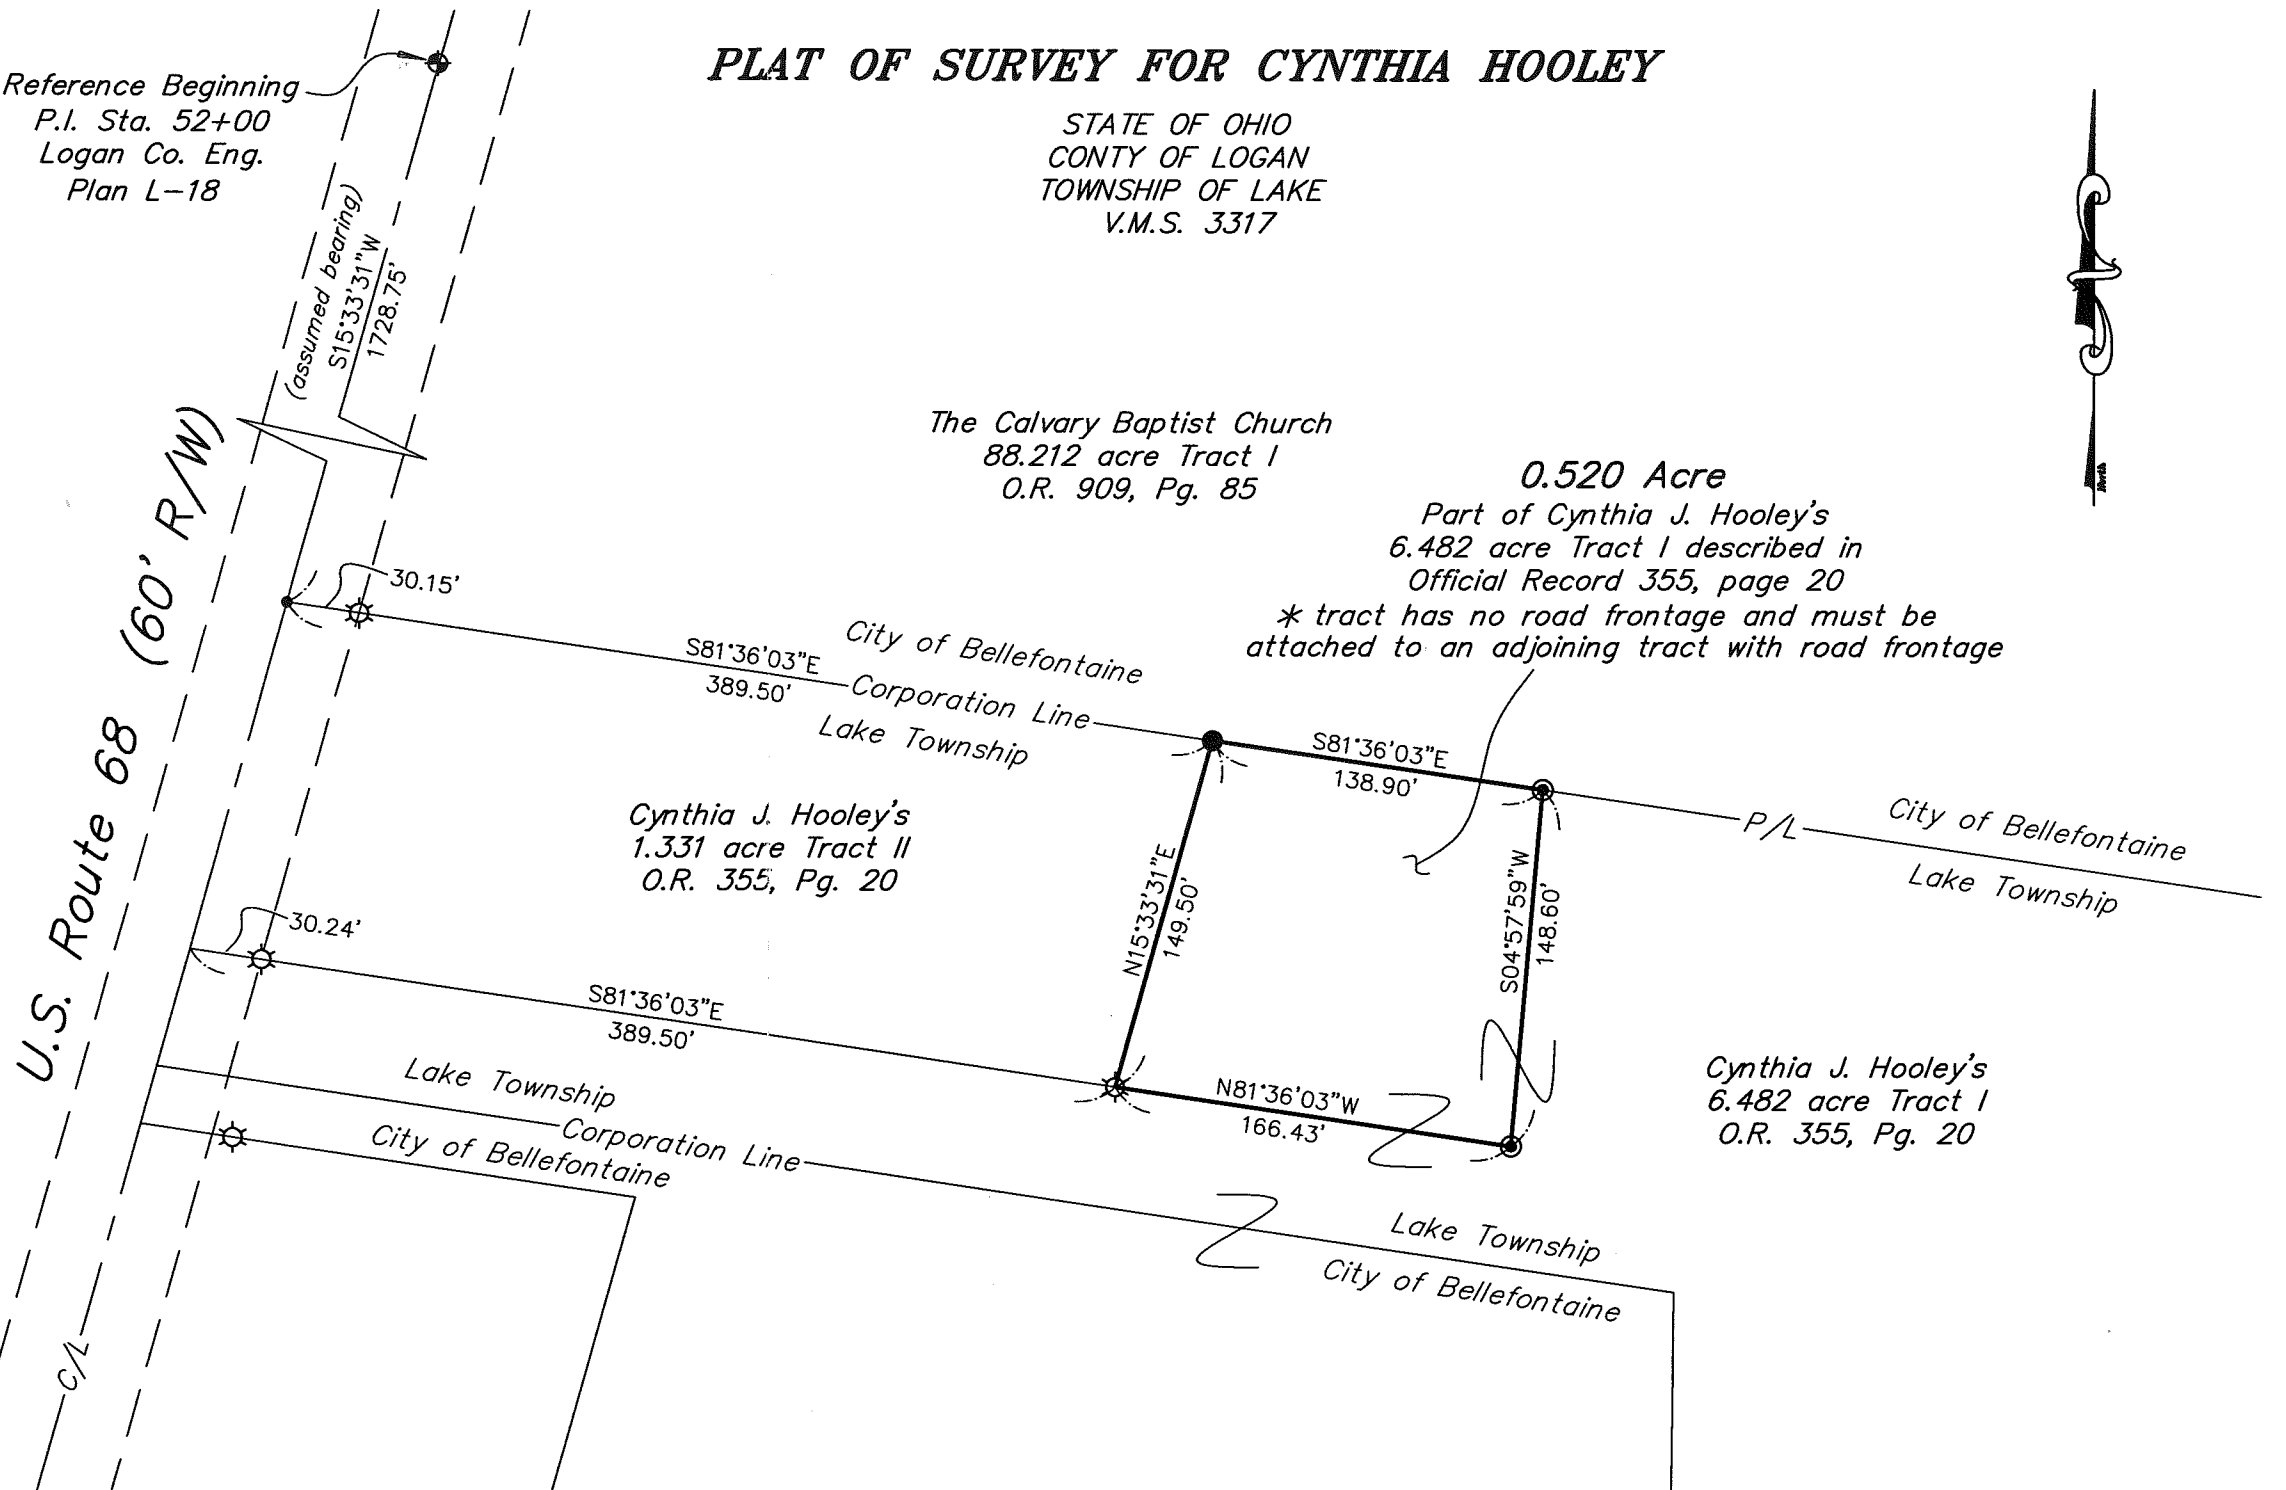 PLAT OF SURVEY FOR CYNTHIA HOOLEY
STATE OF OHIO
CONTY OF LOGAN
TOWNSHIP OF LAKE
V.M.S. 3317
Reference Beginning
P.I. Sta. 52+00
Logan Co. Eng.
Plan L-18
(assumed bearing)
S15°33'31"W
1728.75'
North
The Calvary Baptist Church
88.212 acre Tract I
O.R. 909, Pg. 85
0.520 Acre
Part of Cynthia J. Hooley's
6.482 acre Tract I described in
Official Record 355, page 20
* tract has no road frontage and must be
attached to an adjoining tract with road frontage
U.S. Route 68 (60' R/W)
30.15'
S81°36'03"E
389.50'
City of Bellefontaine
Corporation Line
Lake Township
S81°36'03"E
138.90'
P/L
City of Bellefontaine
Lake Township
Cynthia J. Hooley's
1.331 acre Tract II
O.R. 355, Pg. 20
N15°33'31"E
149.50'
S04°57'59"W
148.60'
30.24'
S81°36'03"E
389.50'
N81°36'03"W
166.43'
Cynthia J. Hooley's
6.482 acre Tract I
O.R. 355, Pg. 20
Lake Township
Corporation Line
City of Bellefontaine
Lake Township
City of Bellefontaine
C/L